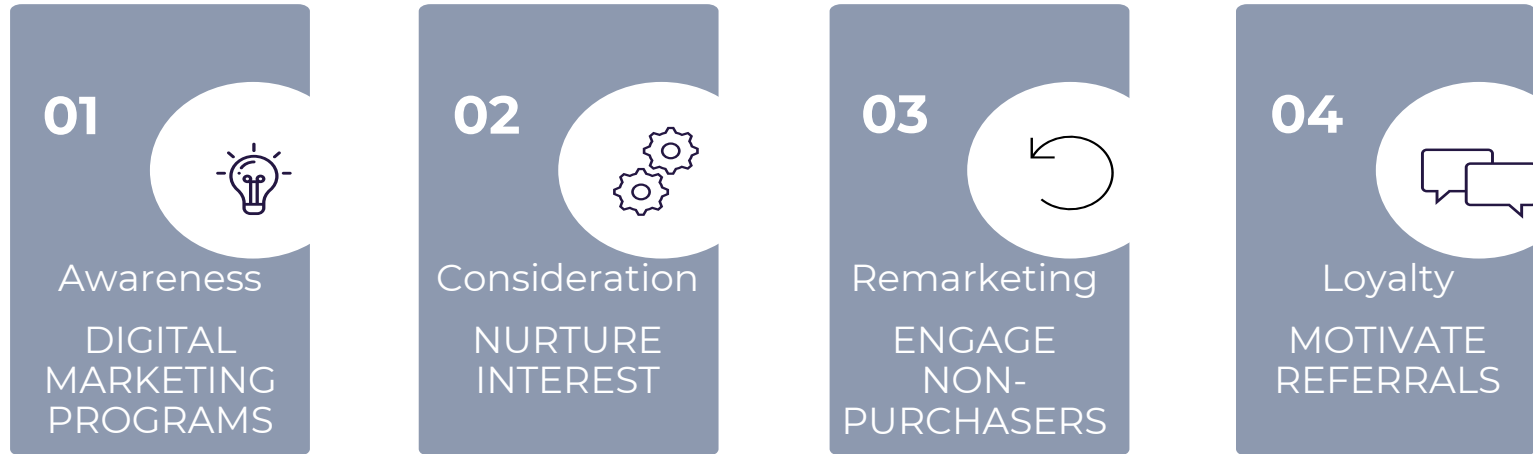 01
Awareness
DIGITAL
MARKETING
PROGRAMS
02
Consideration
NURTURE
INTEREST
03
Remarketing
ENGAGE
NON-
PURCHASERS
04
Loyalty
MOTIVATE
REFERRALS